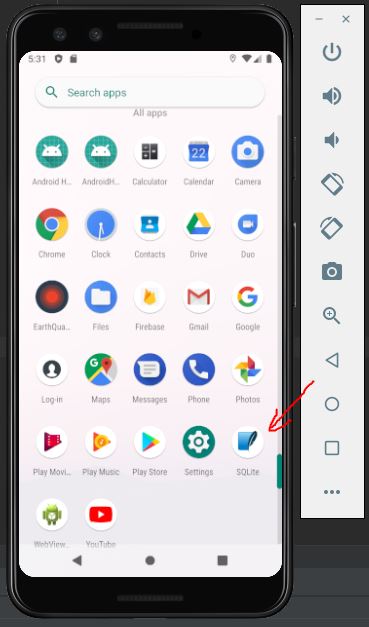 5:31
Search apps
All apps
Android H... AndroidH... Calculator Calendar Camera
22
Chrome Clock Contacts Drive Duo
EarthQua... Files Firebase Gmail Google
Log-in Maps Messages Phone Photos
Play Movi... Play Music Play Store Settings SQLite
WebView... YouTube